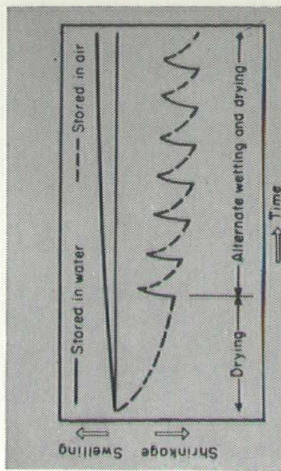 Stored in water
Stored in air
Swelling
Shrinkage
Drying
Alternate wetting and drying
Time